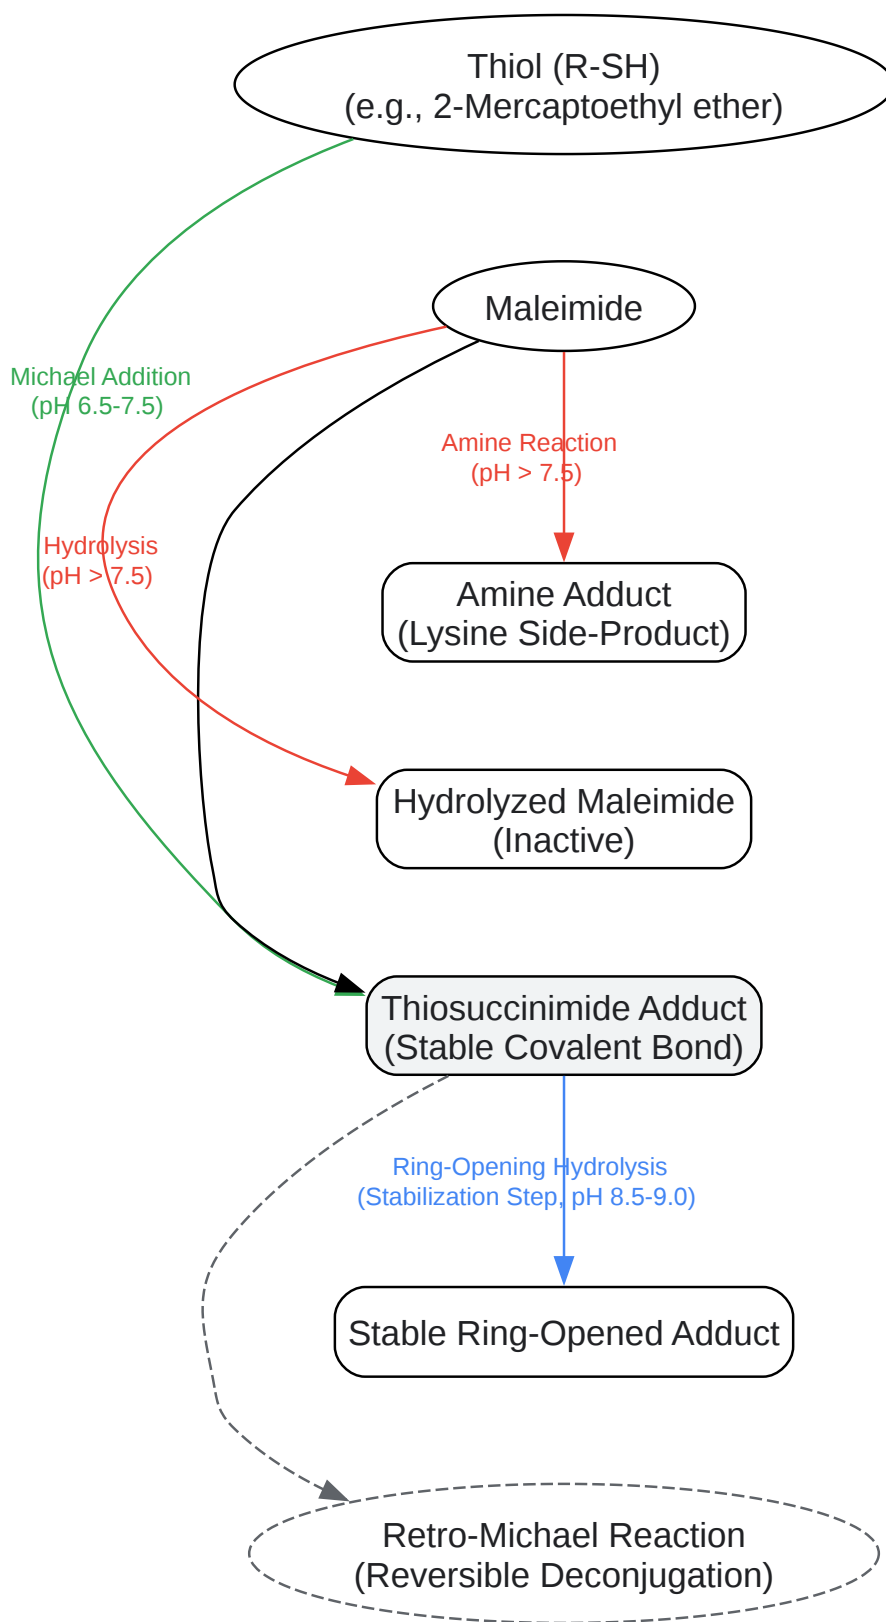 Thiol (R-SH)
(e.g., 2-Mercaptoethyl ether)
Maleimide
Michael Addition
(pH 6.5-7.5)
Amine Reaction
(pH > 7.5)
Hydrolysis
(pH > 7.5)
Amine Adduct
(Lysine Side-Product)
Hydrolyzed Maleimide
(Inactive)
Thiosuccinimide Adduct
(Stable Covalent Bond)
Ring-Opening Hydrolysis
(Stabilization Step, pH 8.5-9.0)
Stable Ring-Opened Adduct
Retro-Michael Reaction
(Reversible Deconjugation)